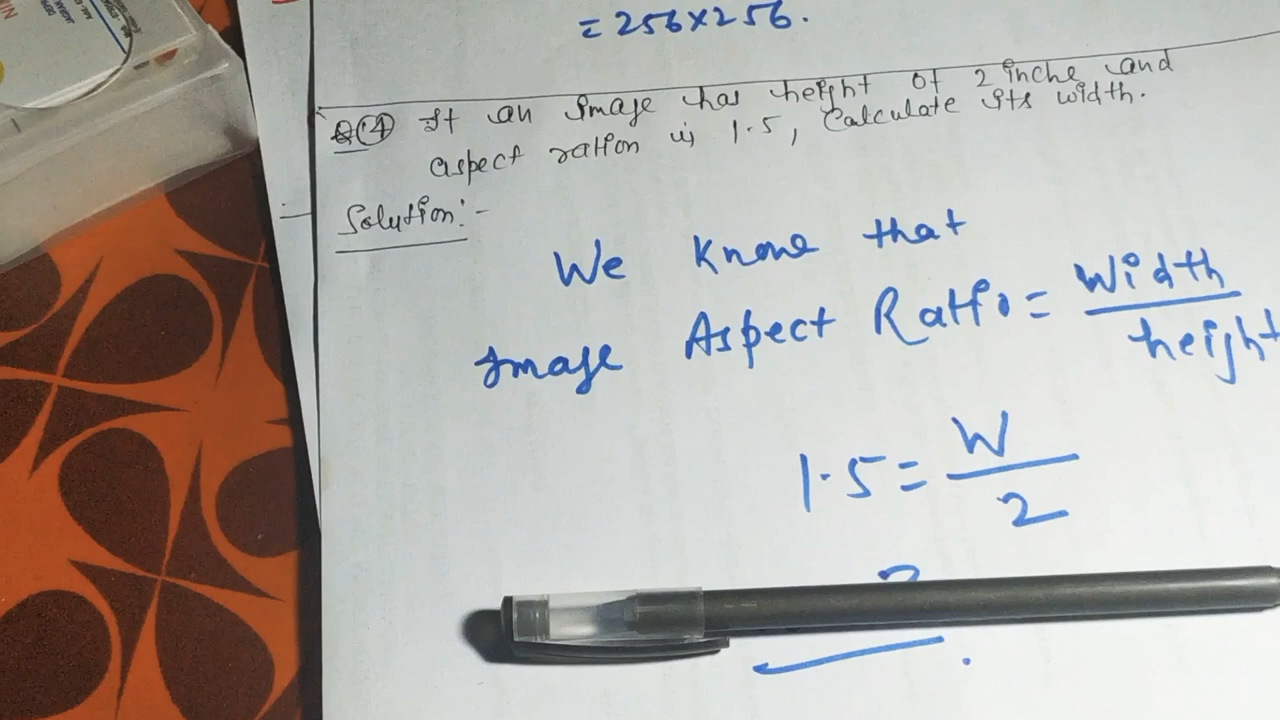 = 256×256.
Q(4) If an image has height of 2 inche and
aspect ration is 1.5, Calculate its width.
Solution:-
We Know that
Image Aspect Ratio = Width / height
1.5 = W / 2